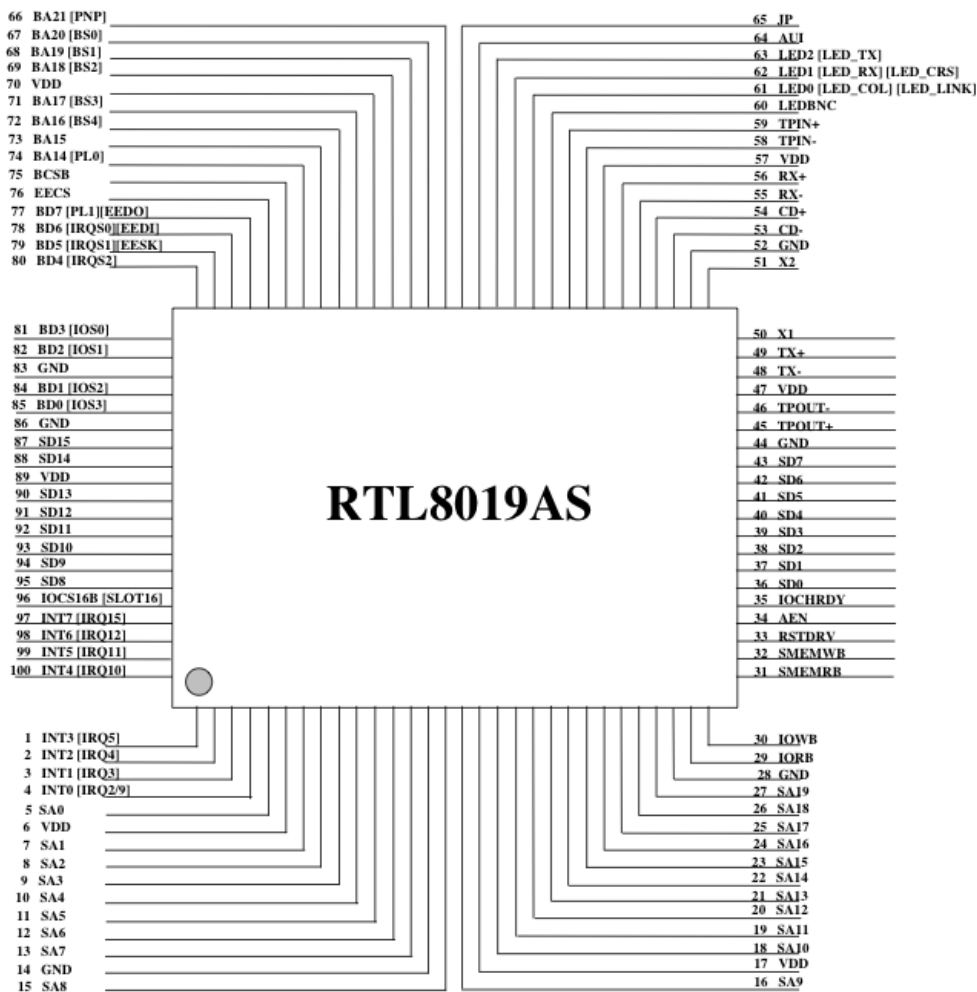 66 BA21 [PNP]
67 BA20 [BS0]
68 BA19 [BS1]
69 BA18 [BS2]
70 VDD
71 BA17 [BS3]
72 BA16 [BS4]
73 BA15
74 BA14 [PL0]
75 BCSB
76 EECS
77 BD7 [PL1][EEDO]
78 BD6 [IRQS0][EEDI]
79 BD5 [IRQS1][EESK]
80 BD4 [IRQS2]
65 JP
64 AUI
63 LED2 [LED_TX]
62 LED1 [LED_RX] [LED_CRS]
61 LED0 [LED_COL] [LED_LINK]
60 LEDBNC
59 TPIN+
58 TPIN-
57 VDD
56 RX+
55 RX-
54 CD+
53 CD-
52 GND
51 X2
81 BD3 [IOS0]
82 BD2 [IOS1]
83 GND
84 BD1 [IOS2]
85 BD0 [IOS3]
86 GND
87 SD15
88 SD14
89 VDD
90 SD13
91 SD12
92 SD11
93 SD10
94 SD9
95 SD8
96 IOCS16B [SLOT16]
97 INT7 [IRQ15]
98 INT6 [IRQ12]
99 INT5 [IRQ11]
100 INT4 [IRQ10]
RTL8019AS
50 X1
49 TX+
48 TX-
47 VDD
46 TPOUT-
45 TPOUT+
44 GND
43 SD7
42 SD6
41 SD5
40 SD4
39 SD3
38 SD2
37 SD1
36 SD0
35 IOCHRDY
34 AEN
33 RSTDRV
32 SMEMWB
31 SMEMRB
1 INT3 [IRQ5]
2 INT2 [IRQ4]
3 INT1 [IRQ3]
4 INT0 [IRQ2/9]
5 SA0
6 VDD
7 SA1
8 SA2
9 SA3
10 SA4
11 SA5
12 SA6
13 SA7
14 GND
15 SA8
30 IOWB
29 IORB
28 GND
27 SA19
26 SA18
25 SA17
24 SA16
23 SA15
22 SA14
21 SA13
20 SA12
19 SA11
18 SA10
17 VDD
16 SA9